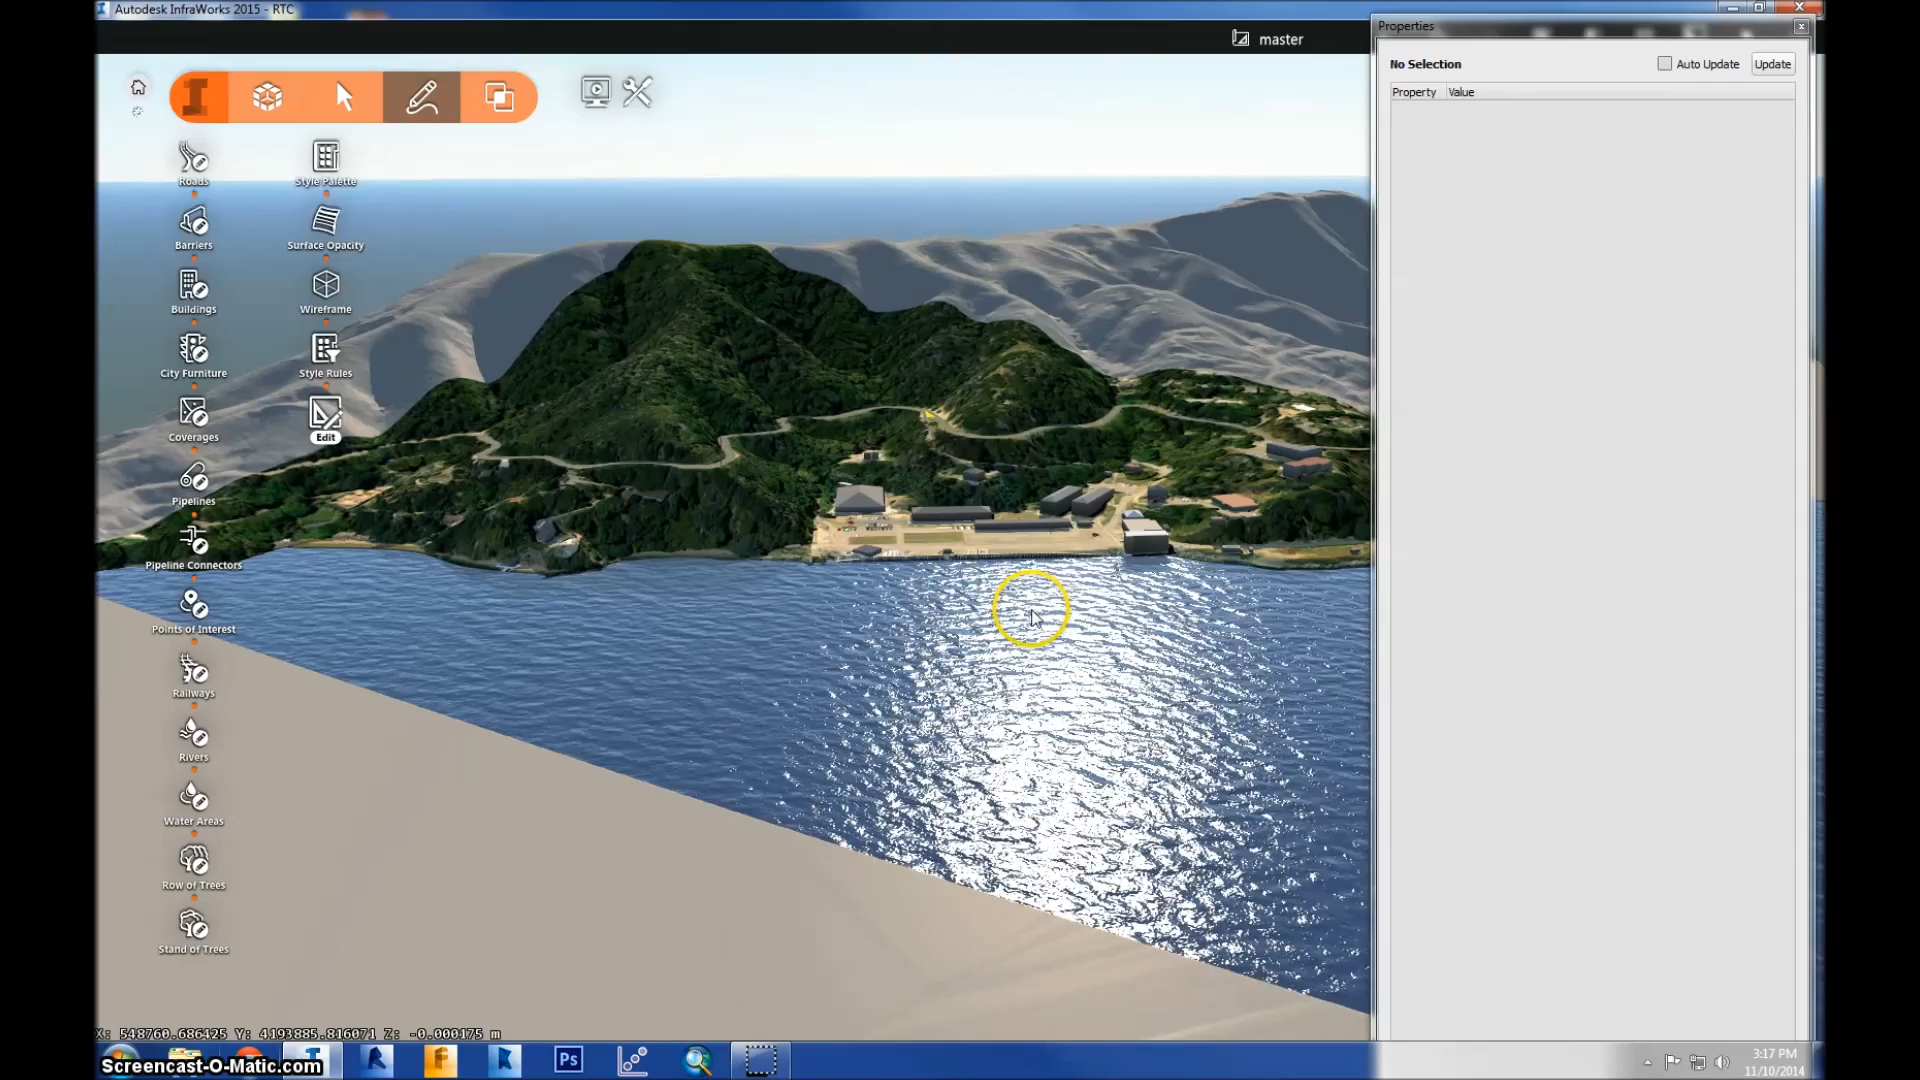 Autodesk InfraWorks 2015 - RTC
master
Properties
No Selection
Auto Update
Update
Property
Value
Roads
Style Palette
Barriers
Surface Opacity
Buildings
Wireframe
City Furniture
Style Rules
Coverages
Edit
Pipelines
Pipeline Connectors
Points of Interest
Railways
Rivers
Water Areas
Row of Trees
Stand of Trees
X: 548760.686425 Y: 4193885.816071 Z: -0.000175 m
Screencast-O-Matic.com
Ps
3:17 PM
11/10/2014